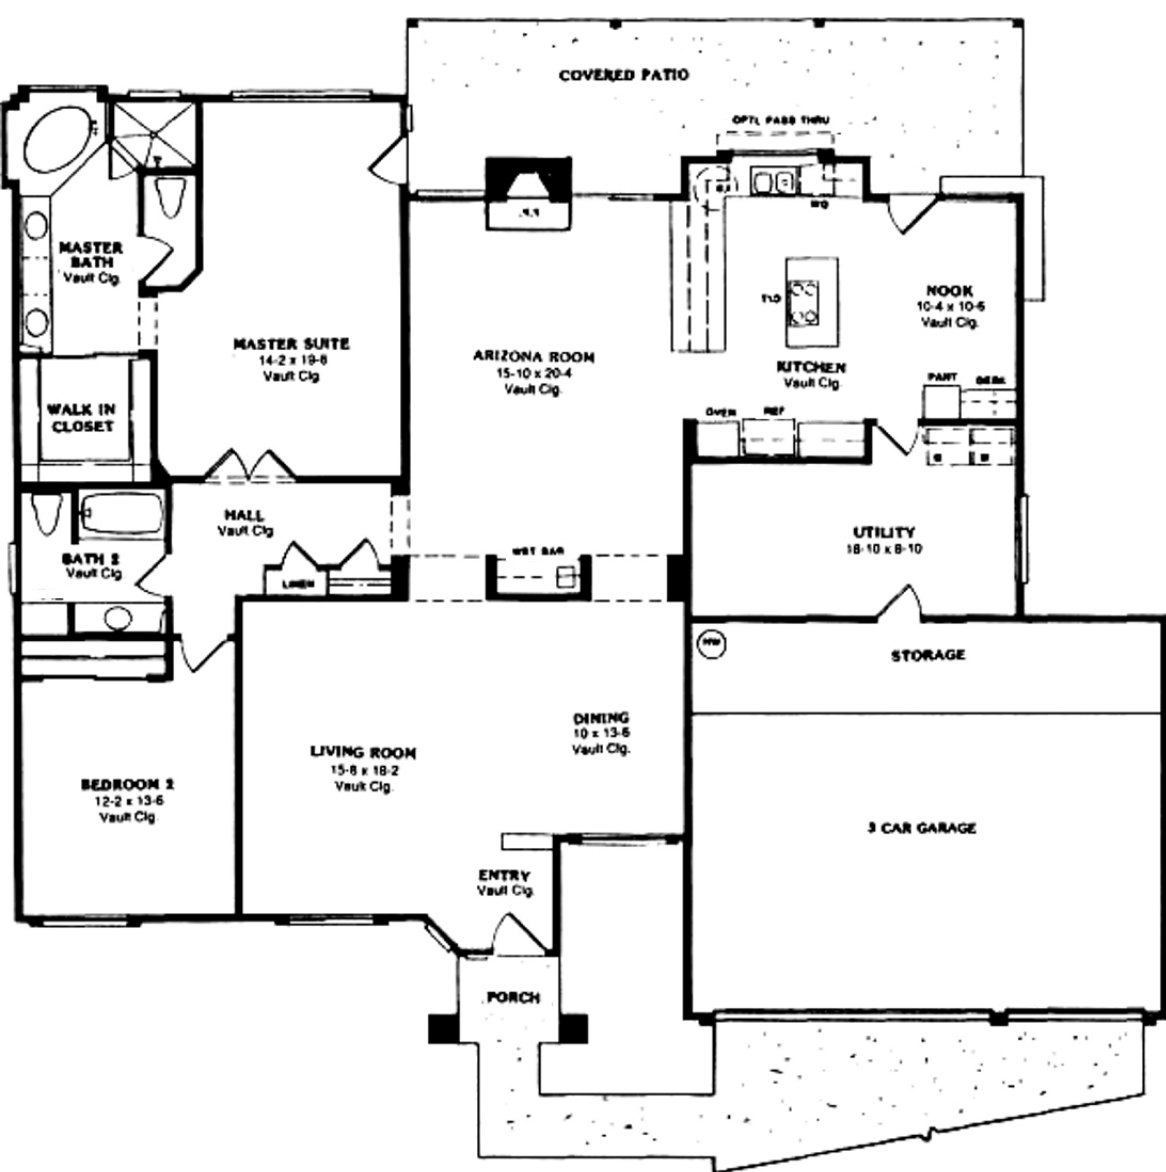 COVERED PATIO
OPTL PASS THRU
MASTER
BATH
Vault Clg.
MASTER SUITE
14-2 x 19-8
Vault Clg.
ARIZONA ROOM
15-10 x 20-4
Vault Clg.
NOOK
10-4 x 10-6
Vault Clg.
KITCHEN
Vault Clg.
PANT
DESK
OVEN
REF
WALK IN
CLOSET
HALL
Vault Clg
LINEN
WET BAR
BATH 2
Vault Clg
UTILITY
18-10 x 8-10
HW
STORAGE
DINING
10 x 13-6
Vault Clg.
LIVING ROOM
15-8 x 18-2
Vault Clg.
BEDROOM 2
12-2 x 13-6
Vault Clg.
3 CAR GARAGE
ENTRY
Vault Clg.
PORCH